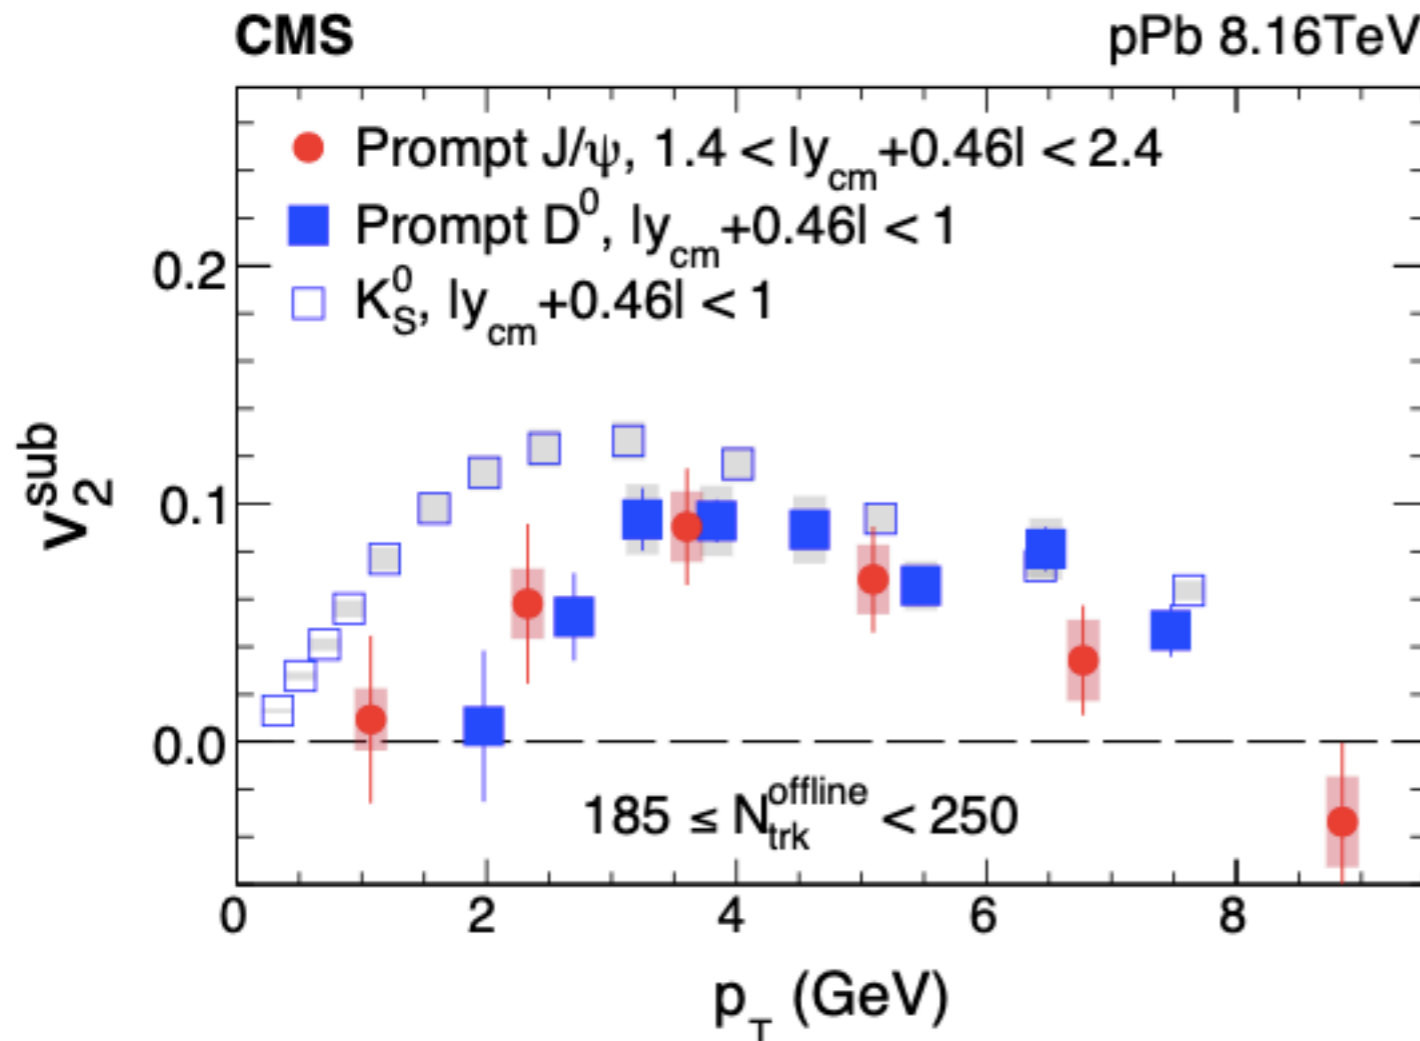 CMS pPb 8.16TeV
Prompt J/ψ, 1.4 < |y_cm+0.46| < 2.4
Prompt D^0, |y_cm+0.46| < 1
K_S^0, |y_cm+0.46| < 1
0.2
0.1
0.0
v_2^sub
185 ≤ N_trk^offline < 250
0 2 4 6 8
p_T (GeV)